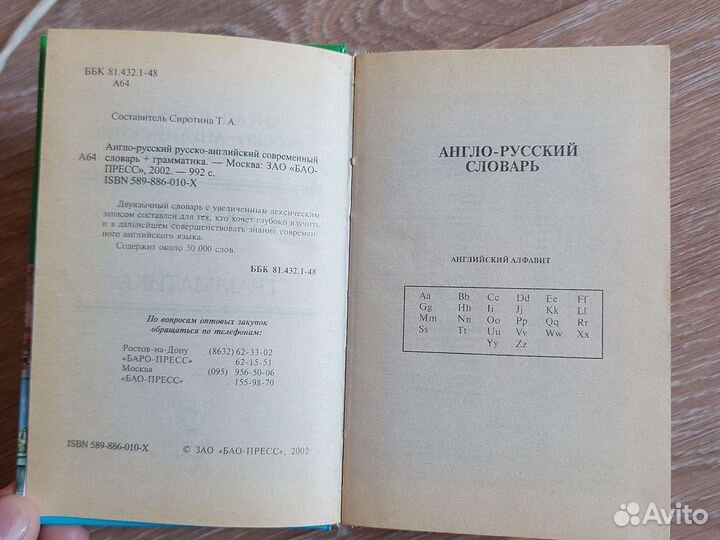 ББК 81.432.1-48
А64
Составитель Сиротина Т. А.
А64 Англо-русский русско-английский современный
словарь + грамматика. — Москва: ЗАО «БАО-
ПРЕСС», 2002. — 992 с.
ISBN 589-886-010-X
Двуязычный словарь с увеличенным лексическим
запасом составлен для тех, кто хочет глубоко изучить
и в дальнейшем совершенствовать знание современ-
ного английского языка.
Содержит около 50 000 слов.
ББК 81.432.1-48
По вопросам оптовых закупок
обращаться по телефонам:
Ростов-на-Дону (8632) 62-33-02
«БАРО-ПРЕСС» 62-15-51
Москва (095) 956-50-06
«БАО-ПРЕСС» 155-98-70
ISBN 589-886-010-X
© ЗАО «БАО-ПРЕСС», 2002
АНГЛО-РУССКИЙ
СЛОВАРЬ
АНГЛИЙСКИЙ АЛФАВИТ
Aa Bb Cc Dd Ee Ff
Gg Hh Ii Jj Kk Ll
Mm Nn Oo Pp Qq Rr
Ss Tt Uu Vv Ww Xx
Yy Zz
Avito